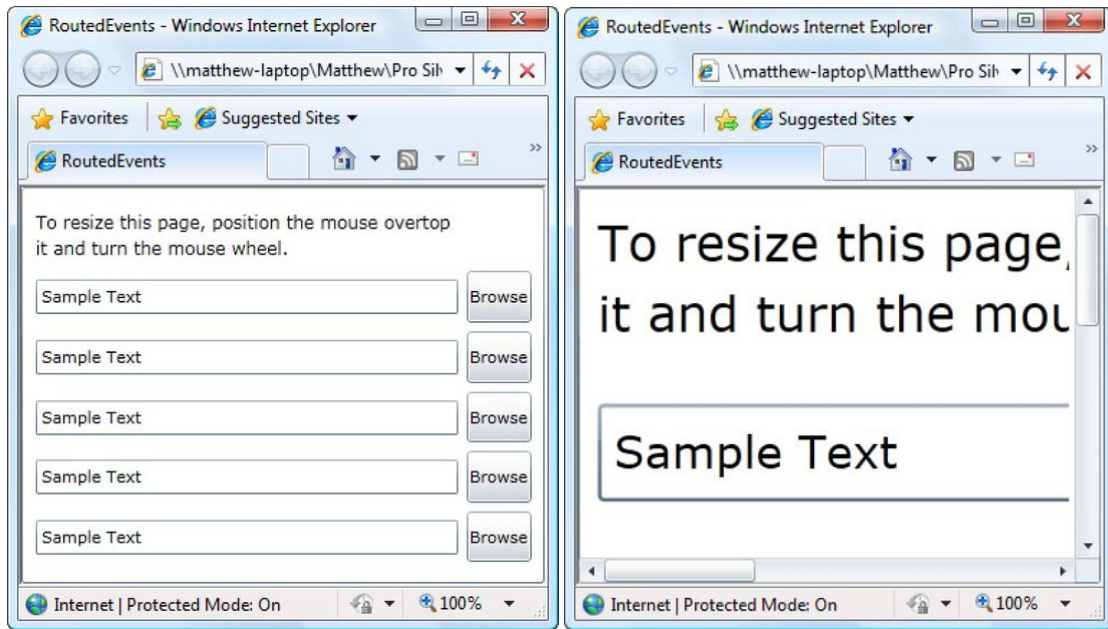 RoutedEvents - Windows Internet Explorer
\\matthew-laptop\Matthew\Pro Silv
Favorites Suggested Sites
RoutedEvents
To resize this page, position the mouse overtop
it and turn the mouse wheel.
Sample Text Browse
Sample Text Browse
Sample Text Browse
Sample Text Browse
Sample Text Browse
Internet | Protected Mode: On 100%
RoutedEvents - Windows Internet Explorer
\\matthew-laptop\Matthew\Pro Silv
Favorites Suggested Sites
RoutedEvents
To resize this page,
it and turn the mou
Sample Text
Internet | Protected Mode: On 100%